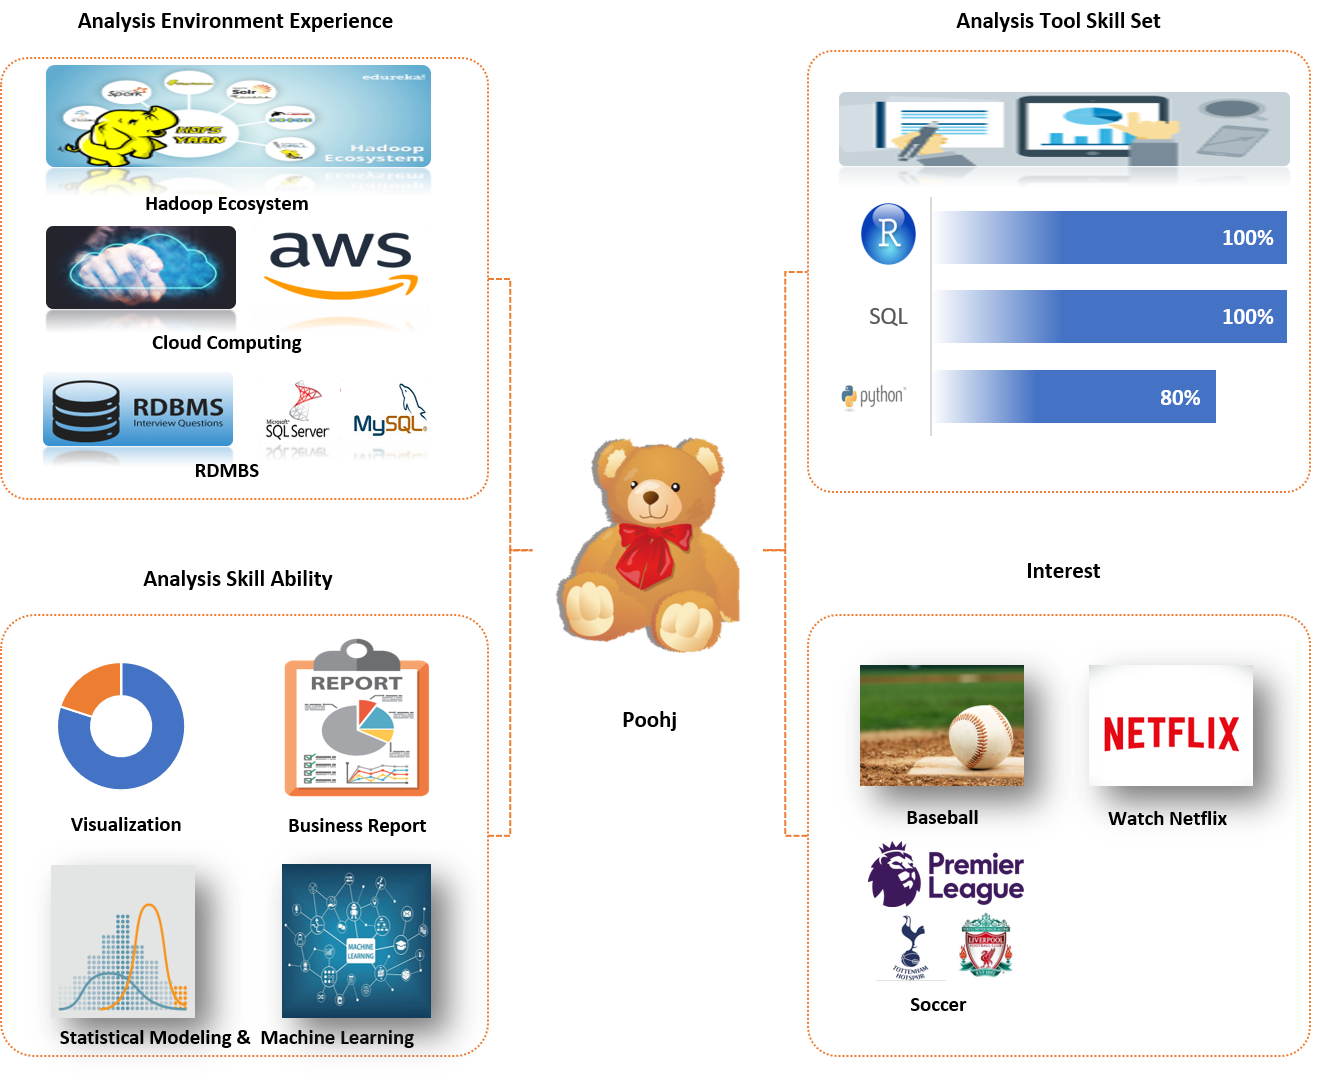 Analysis Environment Experience
edureka!
Spark
Solr
HDFS
YARN
Hadoop
Ecosystem
Hadoop Ecosystem
aws
Cloud Computing
RDBMS
Interview Questions
Microsoft
SQL Server
MySQL
RDMBS
Analysis Tool Skill Set
R
100%
SQL
100%
python
80%
Analysis Skill Ability
REPORT
Visualization
Business Report
MACHINE
LEARNING
Statistical Modeling & Machine Learning
Poohj
Interest
NETFLIX
Baseball
Watch Netflix
Premier
League
TOTTENHAM
HOTSPUR
LIVERPOOL
FOOTBALL CLUB
Soccer